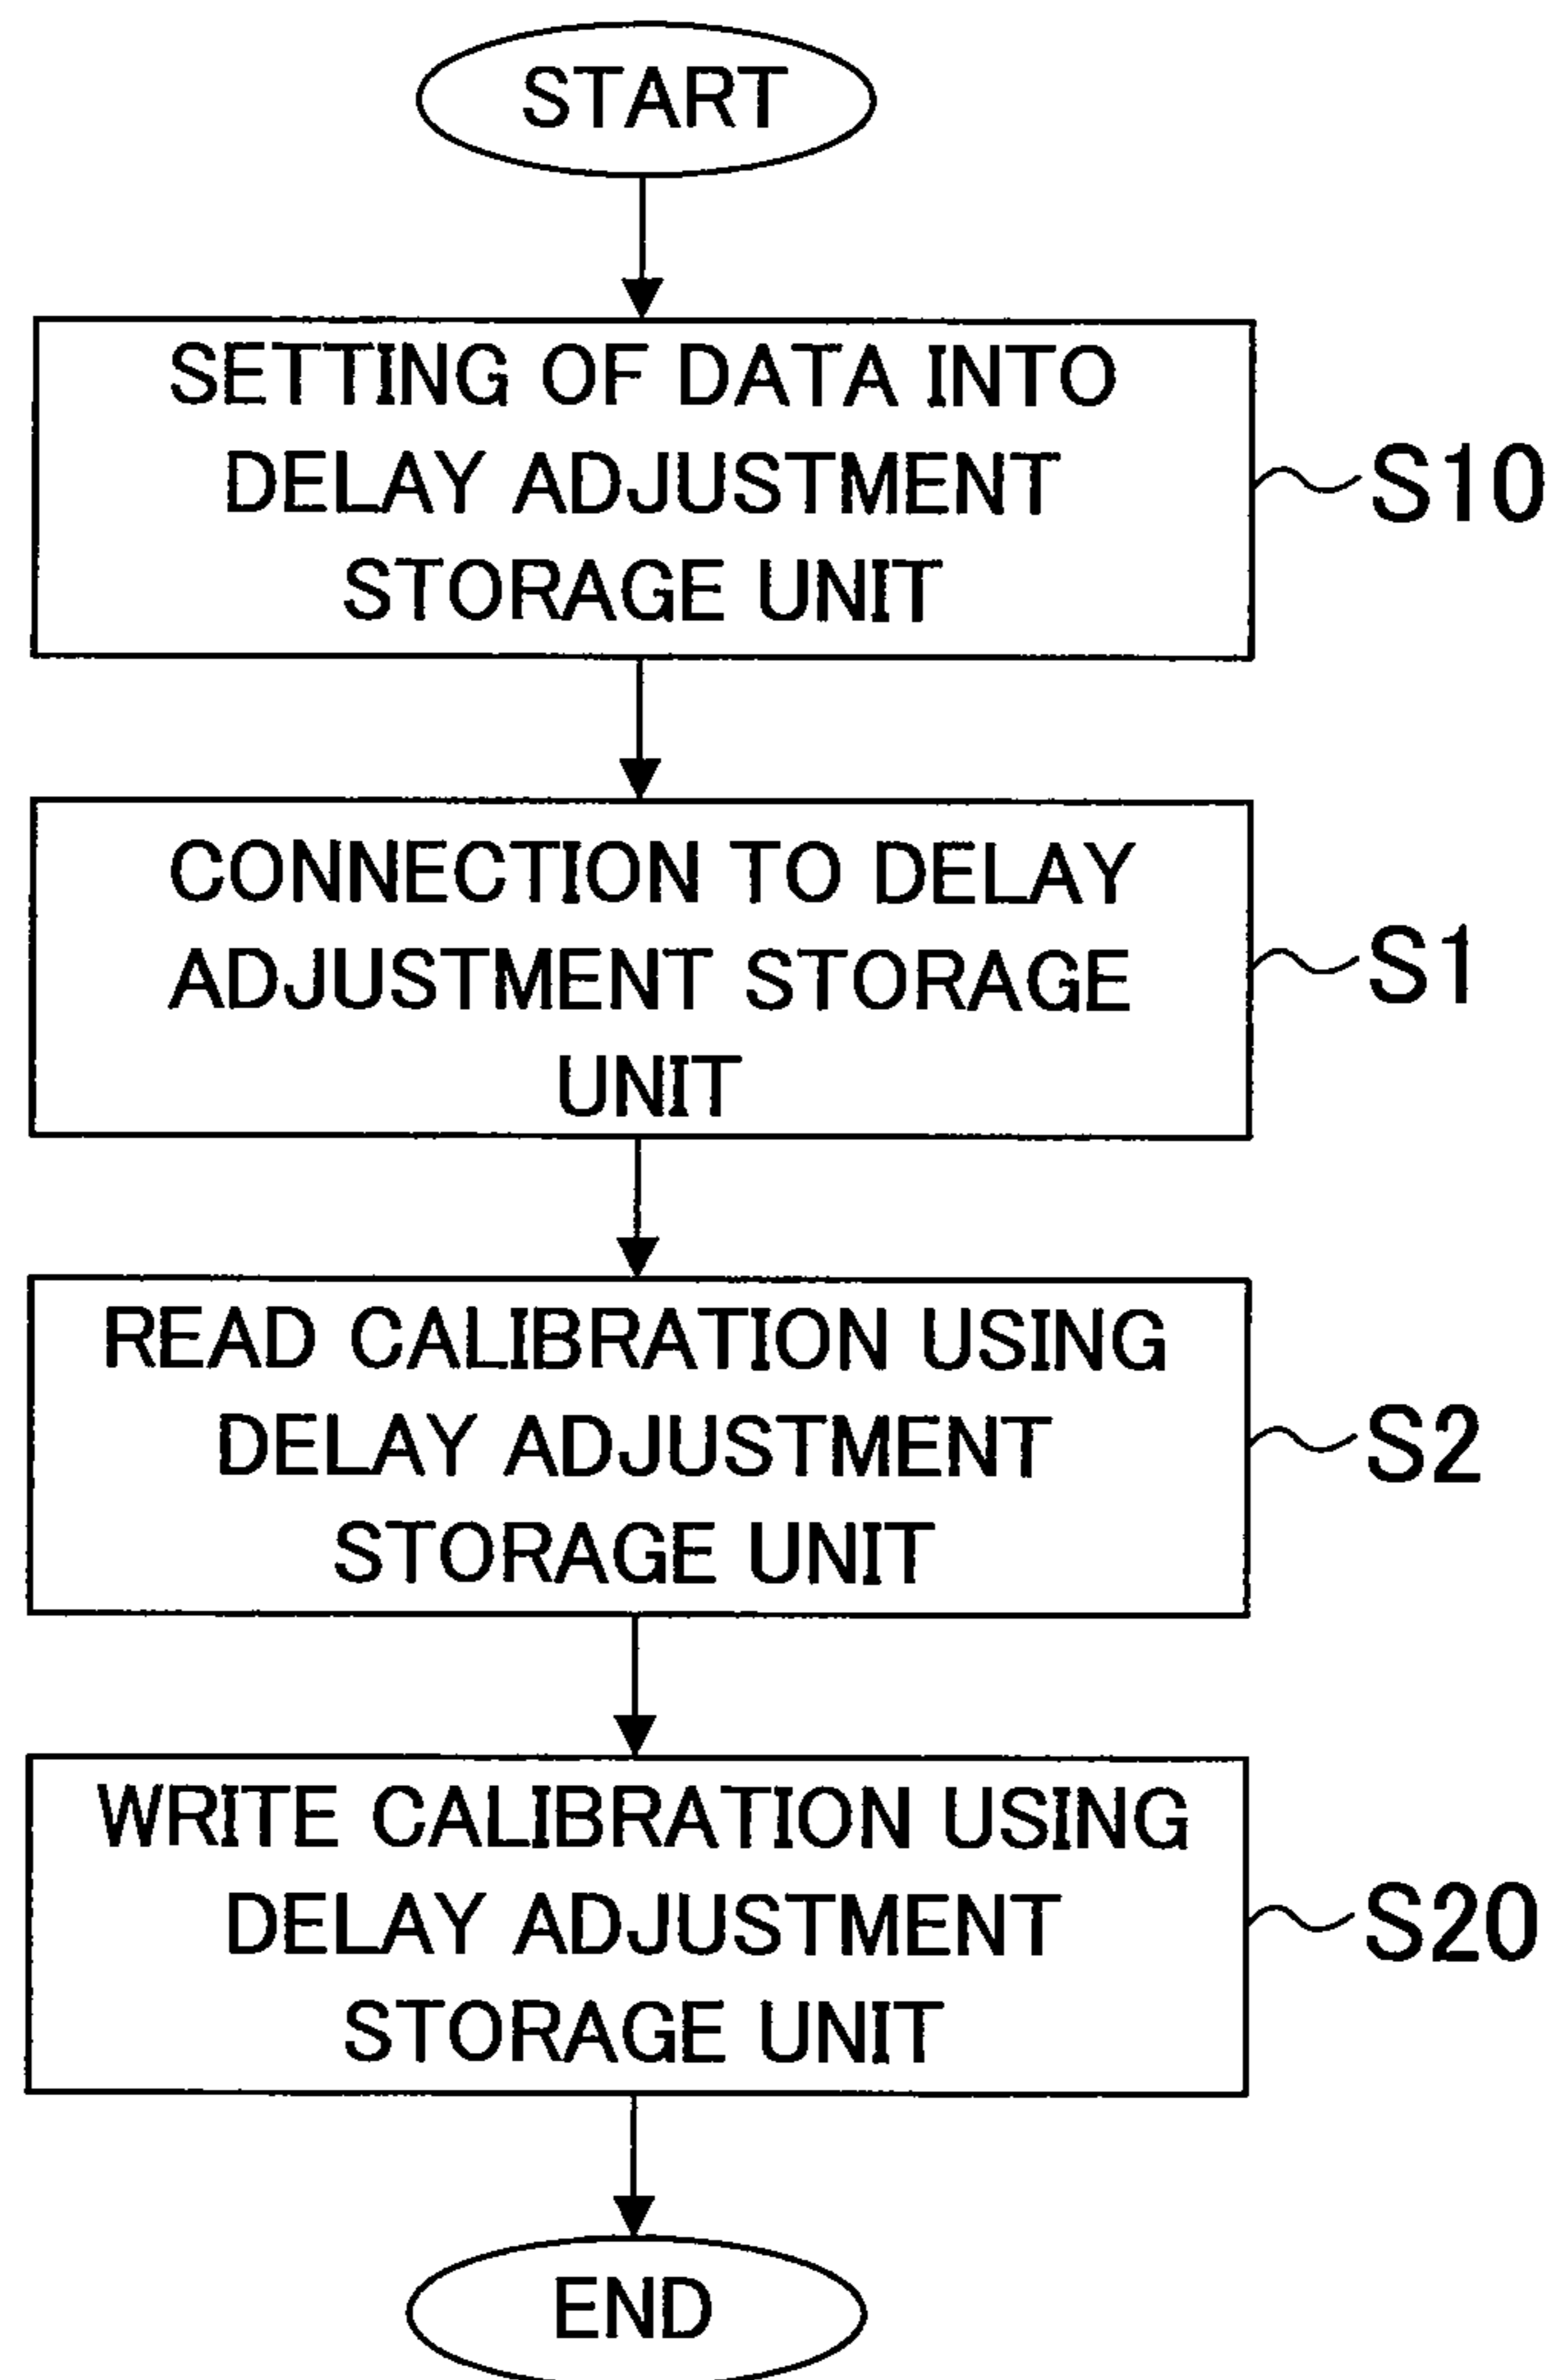 START
SETTING OF DATA INTO
DELAY ADJUSTMENT
STORAGE UNIT
S10
CONNECTION TO DELAY
ADJUSTMENT STORAGE
UNIT
S1
READ CALIBRATION USING
DELAY ADJUSTMENT
STORAGE UNIT
S2
WRITE CALIBRATION USING
DELAY ADJUSTMENT
STORAGE UNIT
S20
END